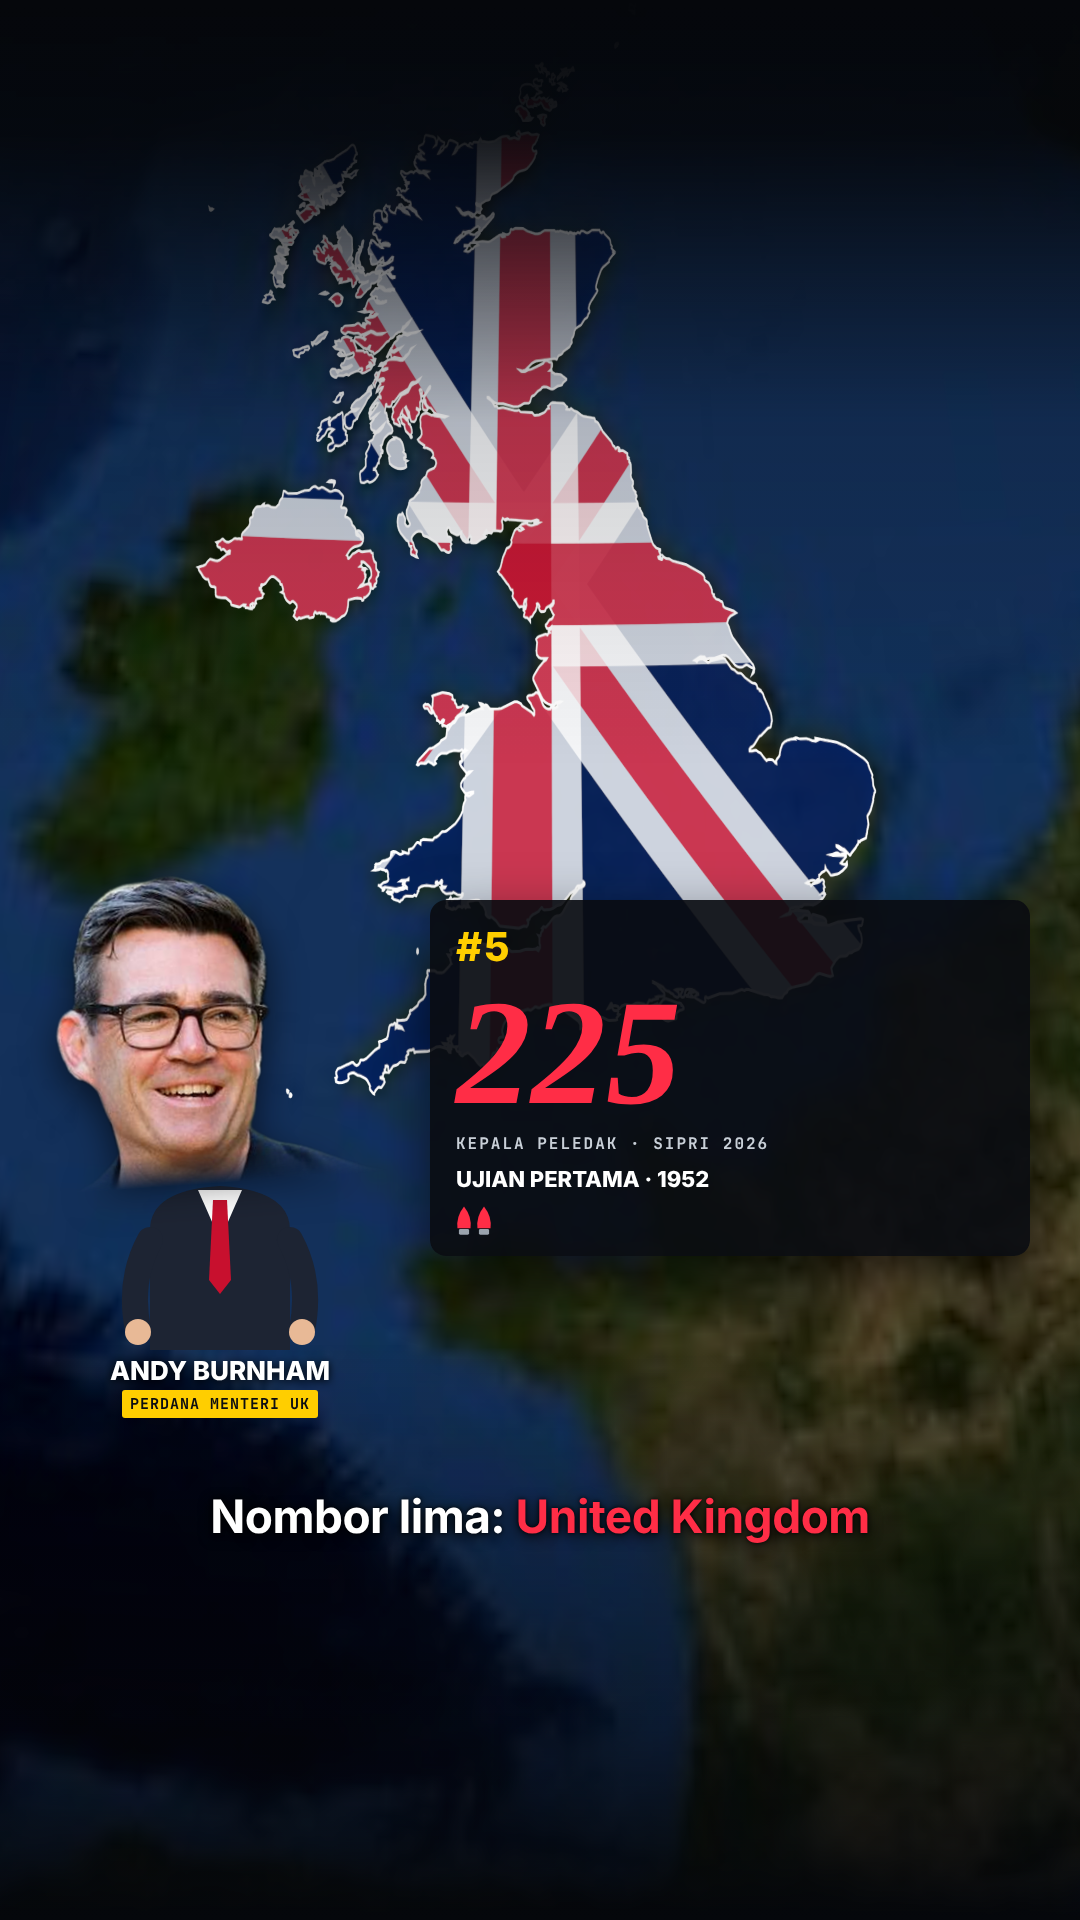 #5
225
KEPALA PELEDAK · SIPRI 2026
UJIAN PERTAMA · 1952
ANDY BURNHAM
PERDANA MENTERI UK
Nombor lima: United Kingdom